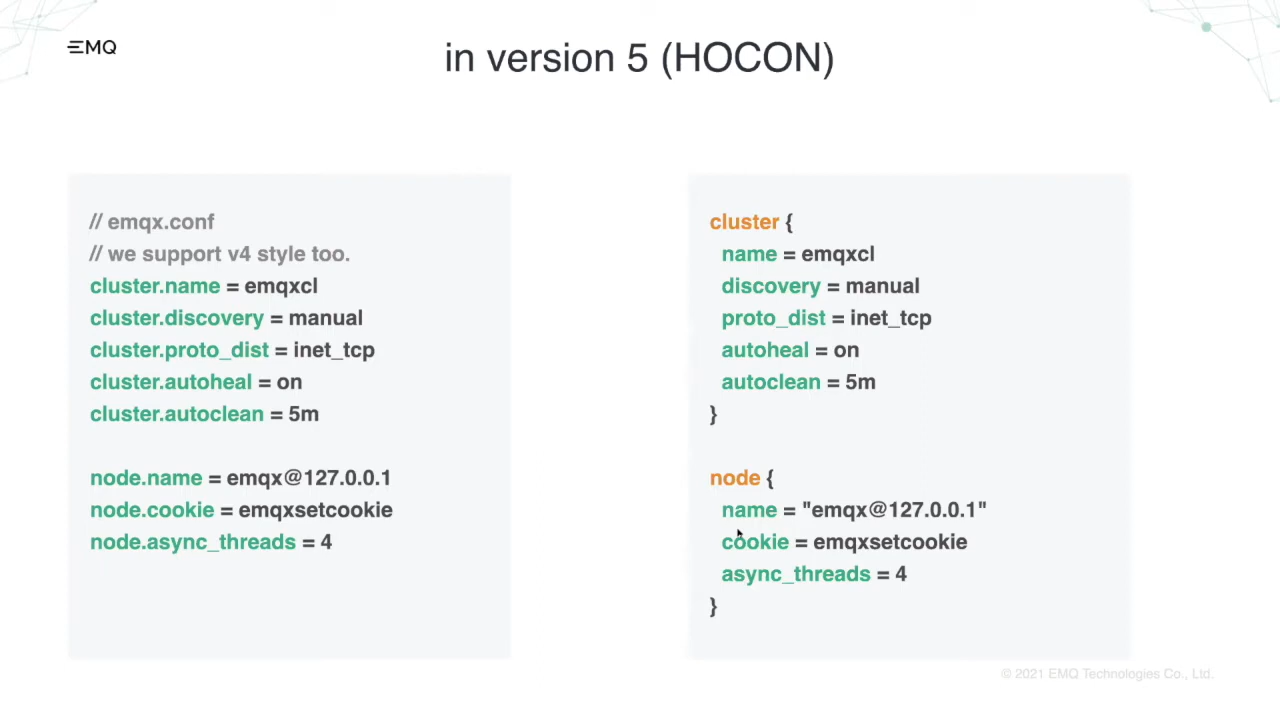 EMQ
in version 5 (HOCON)
// emqx.conf
// we support v4 style too.
cluster.name = emqxcl
cluster.discovery = manual
cluster.proto_dist = inet_tcp
cluster.autoheal = on
cluster.autoclean = 5m
node.name = emqx@127.0.0.1
node.cookie = emqxsetcookie
node.async_threads = 4
cluster {
name = emqxcl
discovery = manual
proto_dist = inet_tcp
autoheal = on
autoclean = 5m
}
node {
name = "emqx@127.0.0.1"
cookie = emqxsetcookie
async_threads = 4
}
© 2021 EMQ Technologies Co., Ltd.